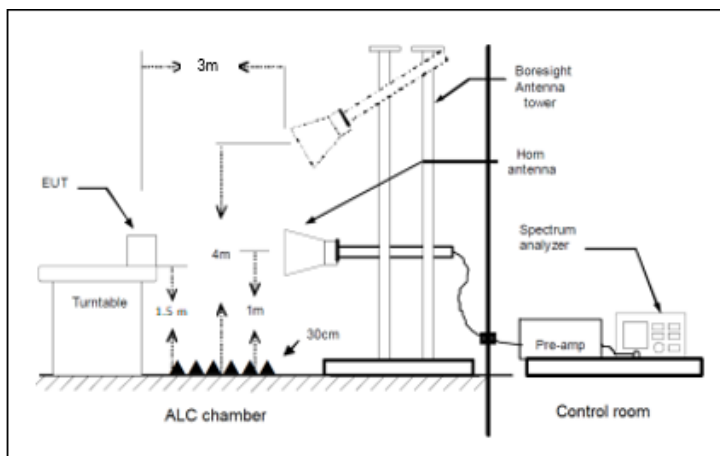 3m
Boresight
Antenna
tower
Horn
antenna
EUT
Spectrum
analyzer
4m
Turntable
1.5 m
1m
30cm
Pre-amp
ALC chamber
Control room